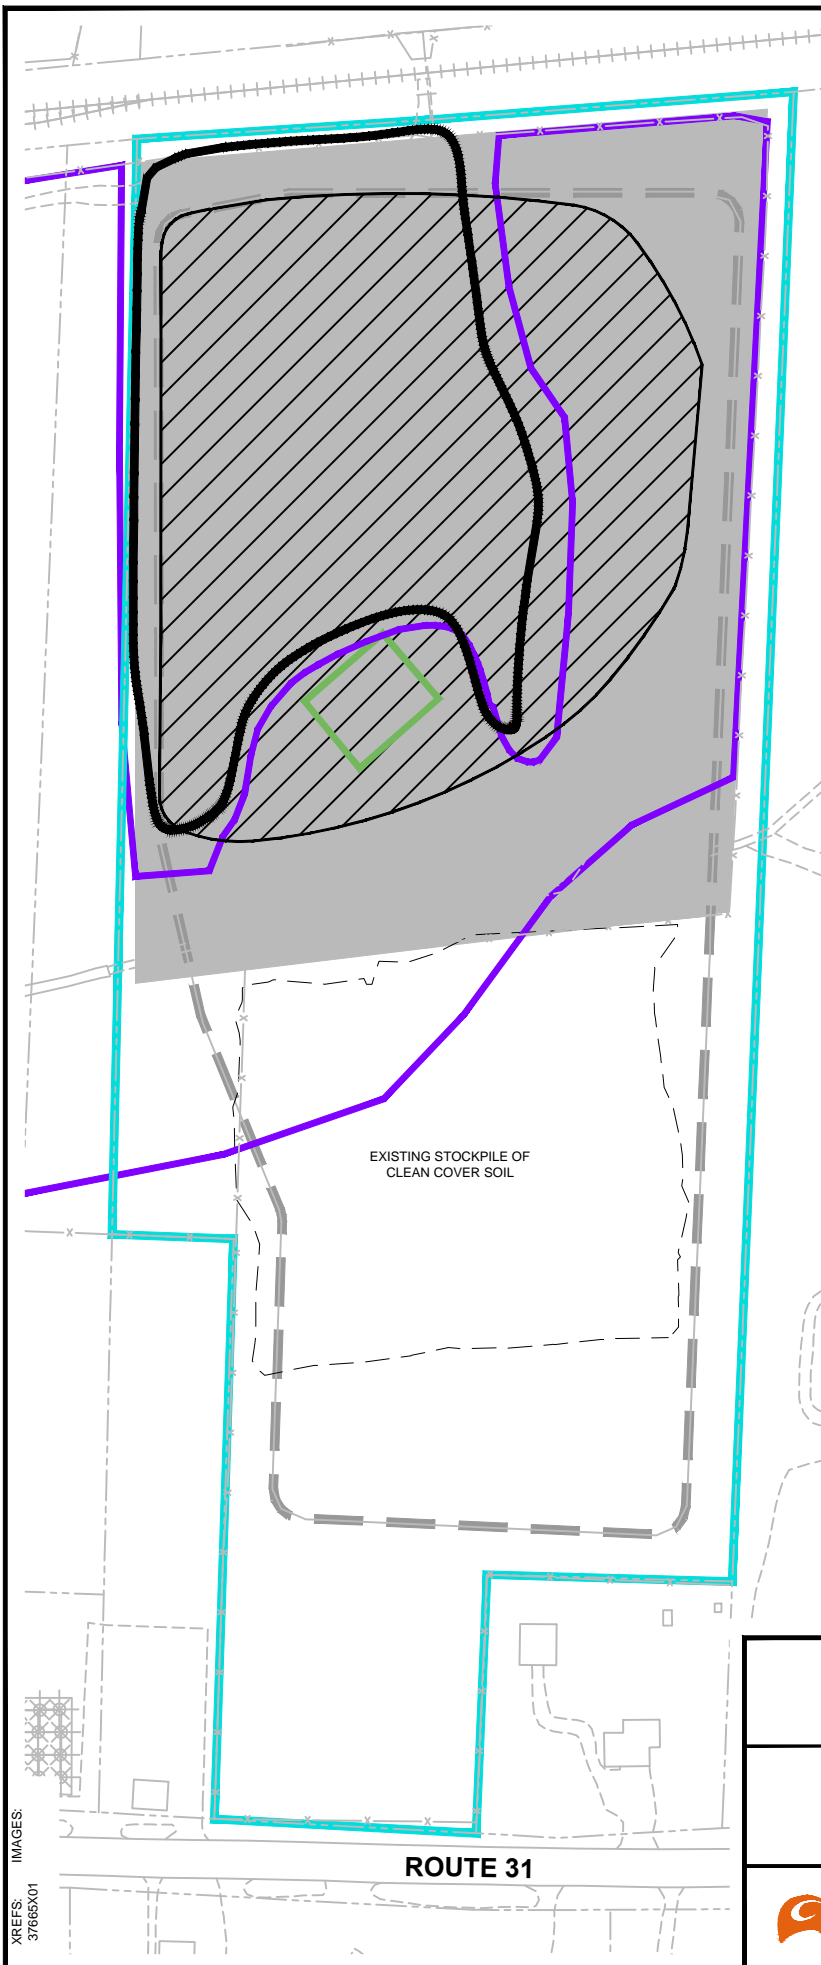 EXISTING STOCKPILE OF
CLEAN COVER SOIL
ROUTE 31
XREFS: IMAGES:
37665X01